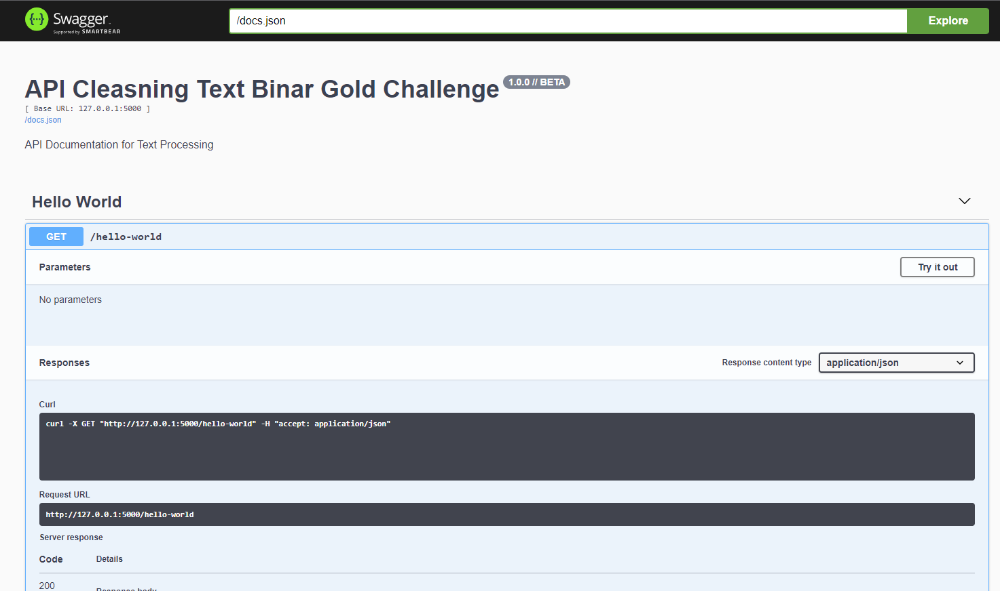 Swagger
Supported by SMARTBEAR
/docs.json
Explore
API Cleasning Text Binar Gold Challenge
1.0.0 // BETA
[ Base URL: 127.0.0.1:5000 ]
/docs.json
API Documentation for Text Processing
Hello World
GET
/hello-world
Parameters
Try it out
No parameters
Responses
Response content type
application/json
Curl
curl -X GET "http://127.0.0.1:5000/hello-world" -H "accept: application/json"
Request URL
http://127.0.0.1:5000/hello-world
Server response
Code
Details
200
Response body